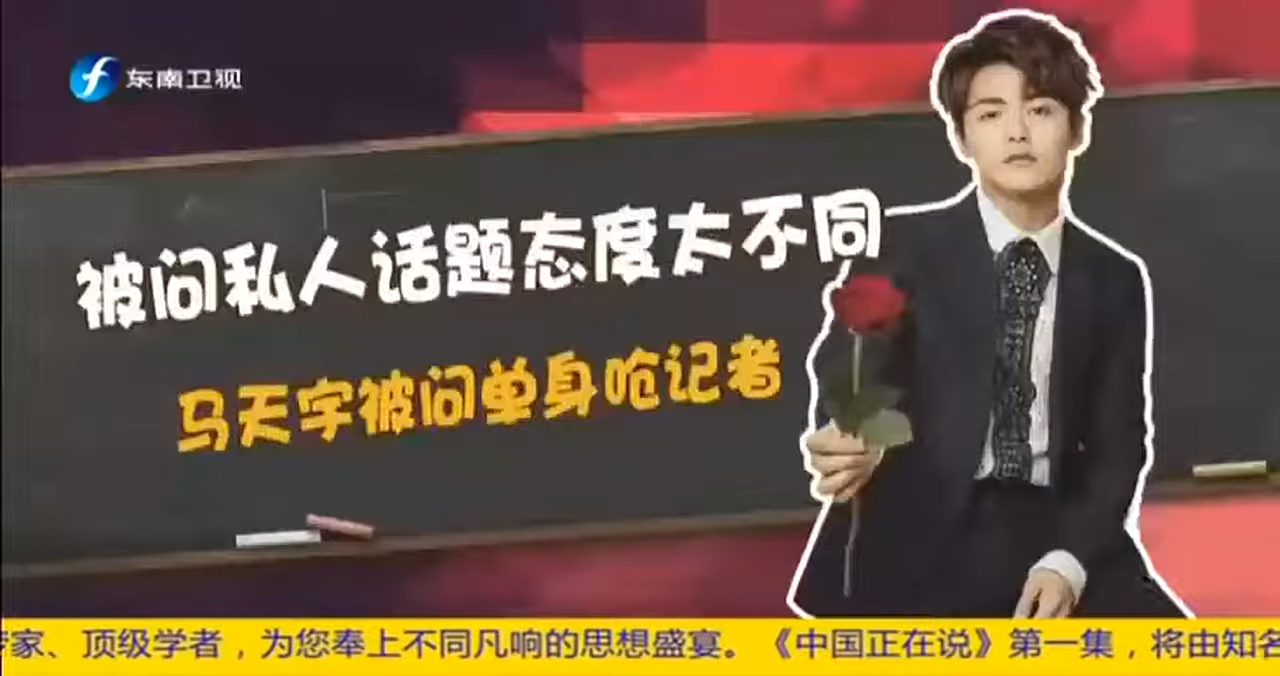 东南卫视
被问私人话题态度太不同
马天宇被问单身呛记者
家、顶级学者，为您奉上不同凡响的思想盛宴。《中国正在说》第一集，将由知名